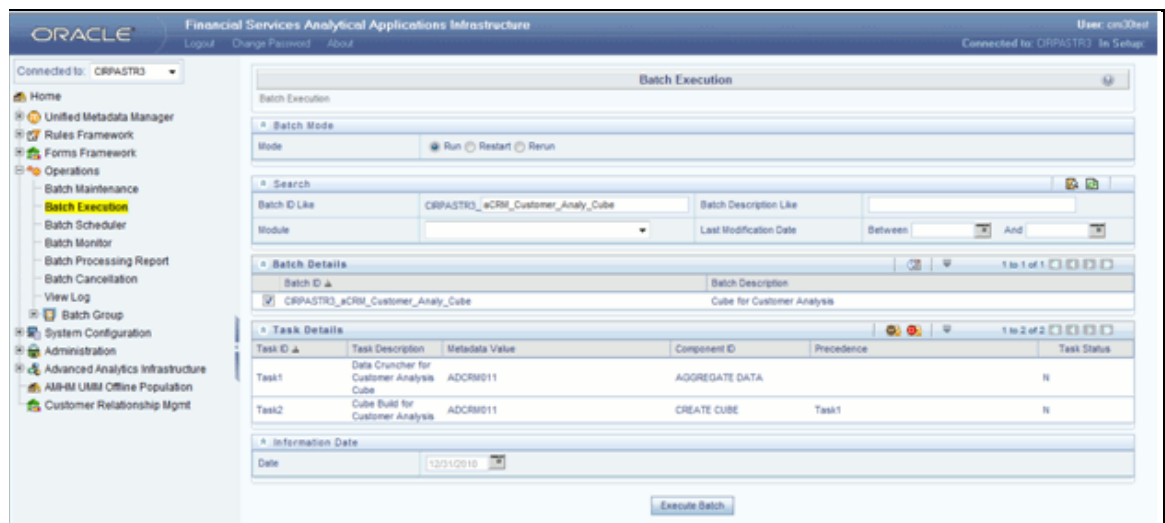 ORACLE
Financial Services Analytical Applications Infrastructure
User: crm30test
Logout Change Password About
Connected to: CIRPASTR3 In Setup:
Connected to: CIRPASTR3
Home
Unified Metadata Manager
Rules Framework
Forms Framework
Operations
Batch Maintenance
Batch Execution
Batch Scheduler
Batch Monitor
Batch Processing Report
Batch Cancellation
View Log
Batch Group
System Configuration
Administration
Advanced Analytics Infrastructure
AMHM UMM Offline Population
Customer Relationship Mgmt
Batch Execution
Batch Execution
Batch Mode
Mode Run Restart Rerun
Search
Batch ID Like CIRPASTR3_ aCRM_Customer_Analy_Cube Batch Description Like
Module Last Modification Date Between And
Batch Details 1 to 1 of 1
Batch ID Batch Description
CIRPASTR3_aCRM_Customer_Analy_Cube Cube for Customer Analysis
Task Details 1 to 2 of 2
Task ID Task Description Metadata Value Component ID Precedence Task Status
Data Cruncher for
Task1 Customer Analysis ADCRM011 AGGREGATE DATA N
Cube
Cube Build for
Task2 Customer Analysis ADCRM011 CREATE CUBE Task1 N
Information Date
Date 12/31/2010
Execute Batch